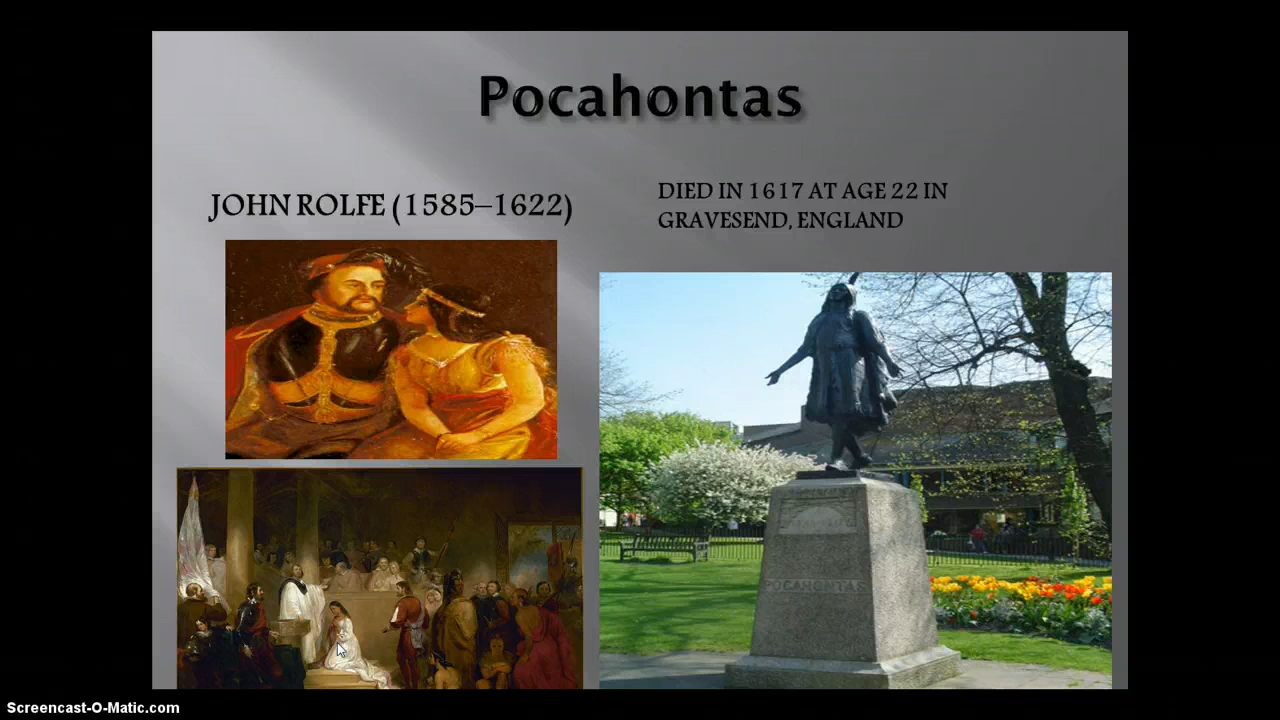 Pocahontas
JOHN ROLFE (1585–1622)
DIED IN 1617 AT AGE 22 IN
GRAVESEND, ENGLAND
POCAHONTAS
Screencast-O-Matic.com